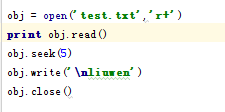 obj = open('test.txt','r+')
print obj.read()
obj.seek(5)
obj.write('\nliuwen')
obj.close()